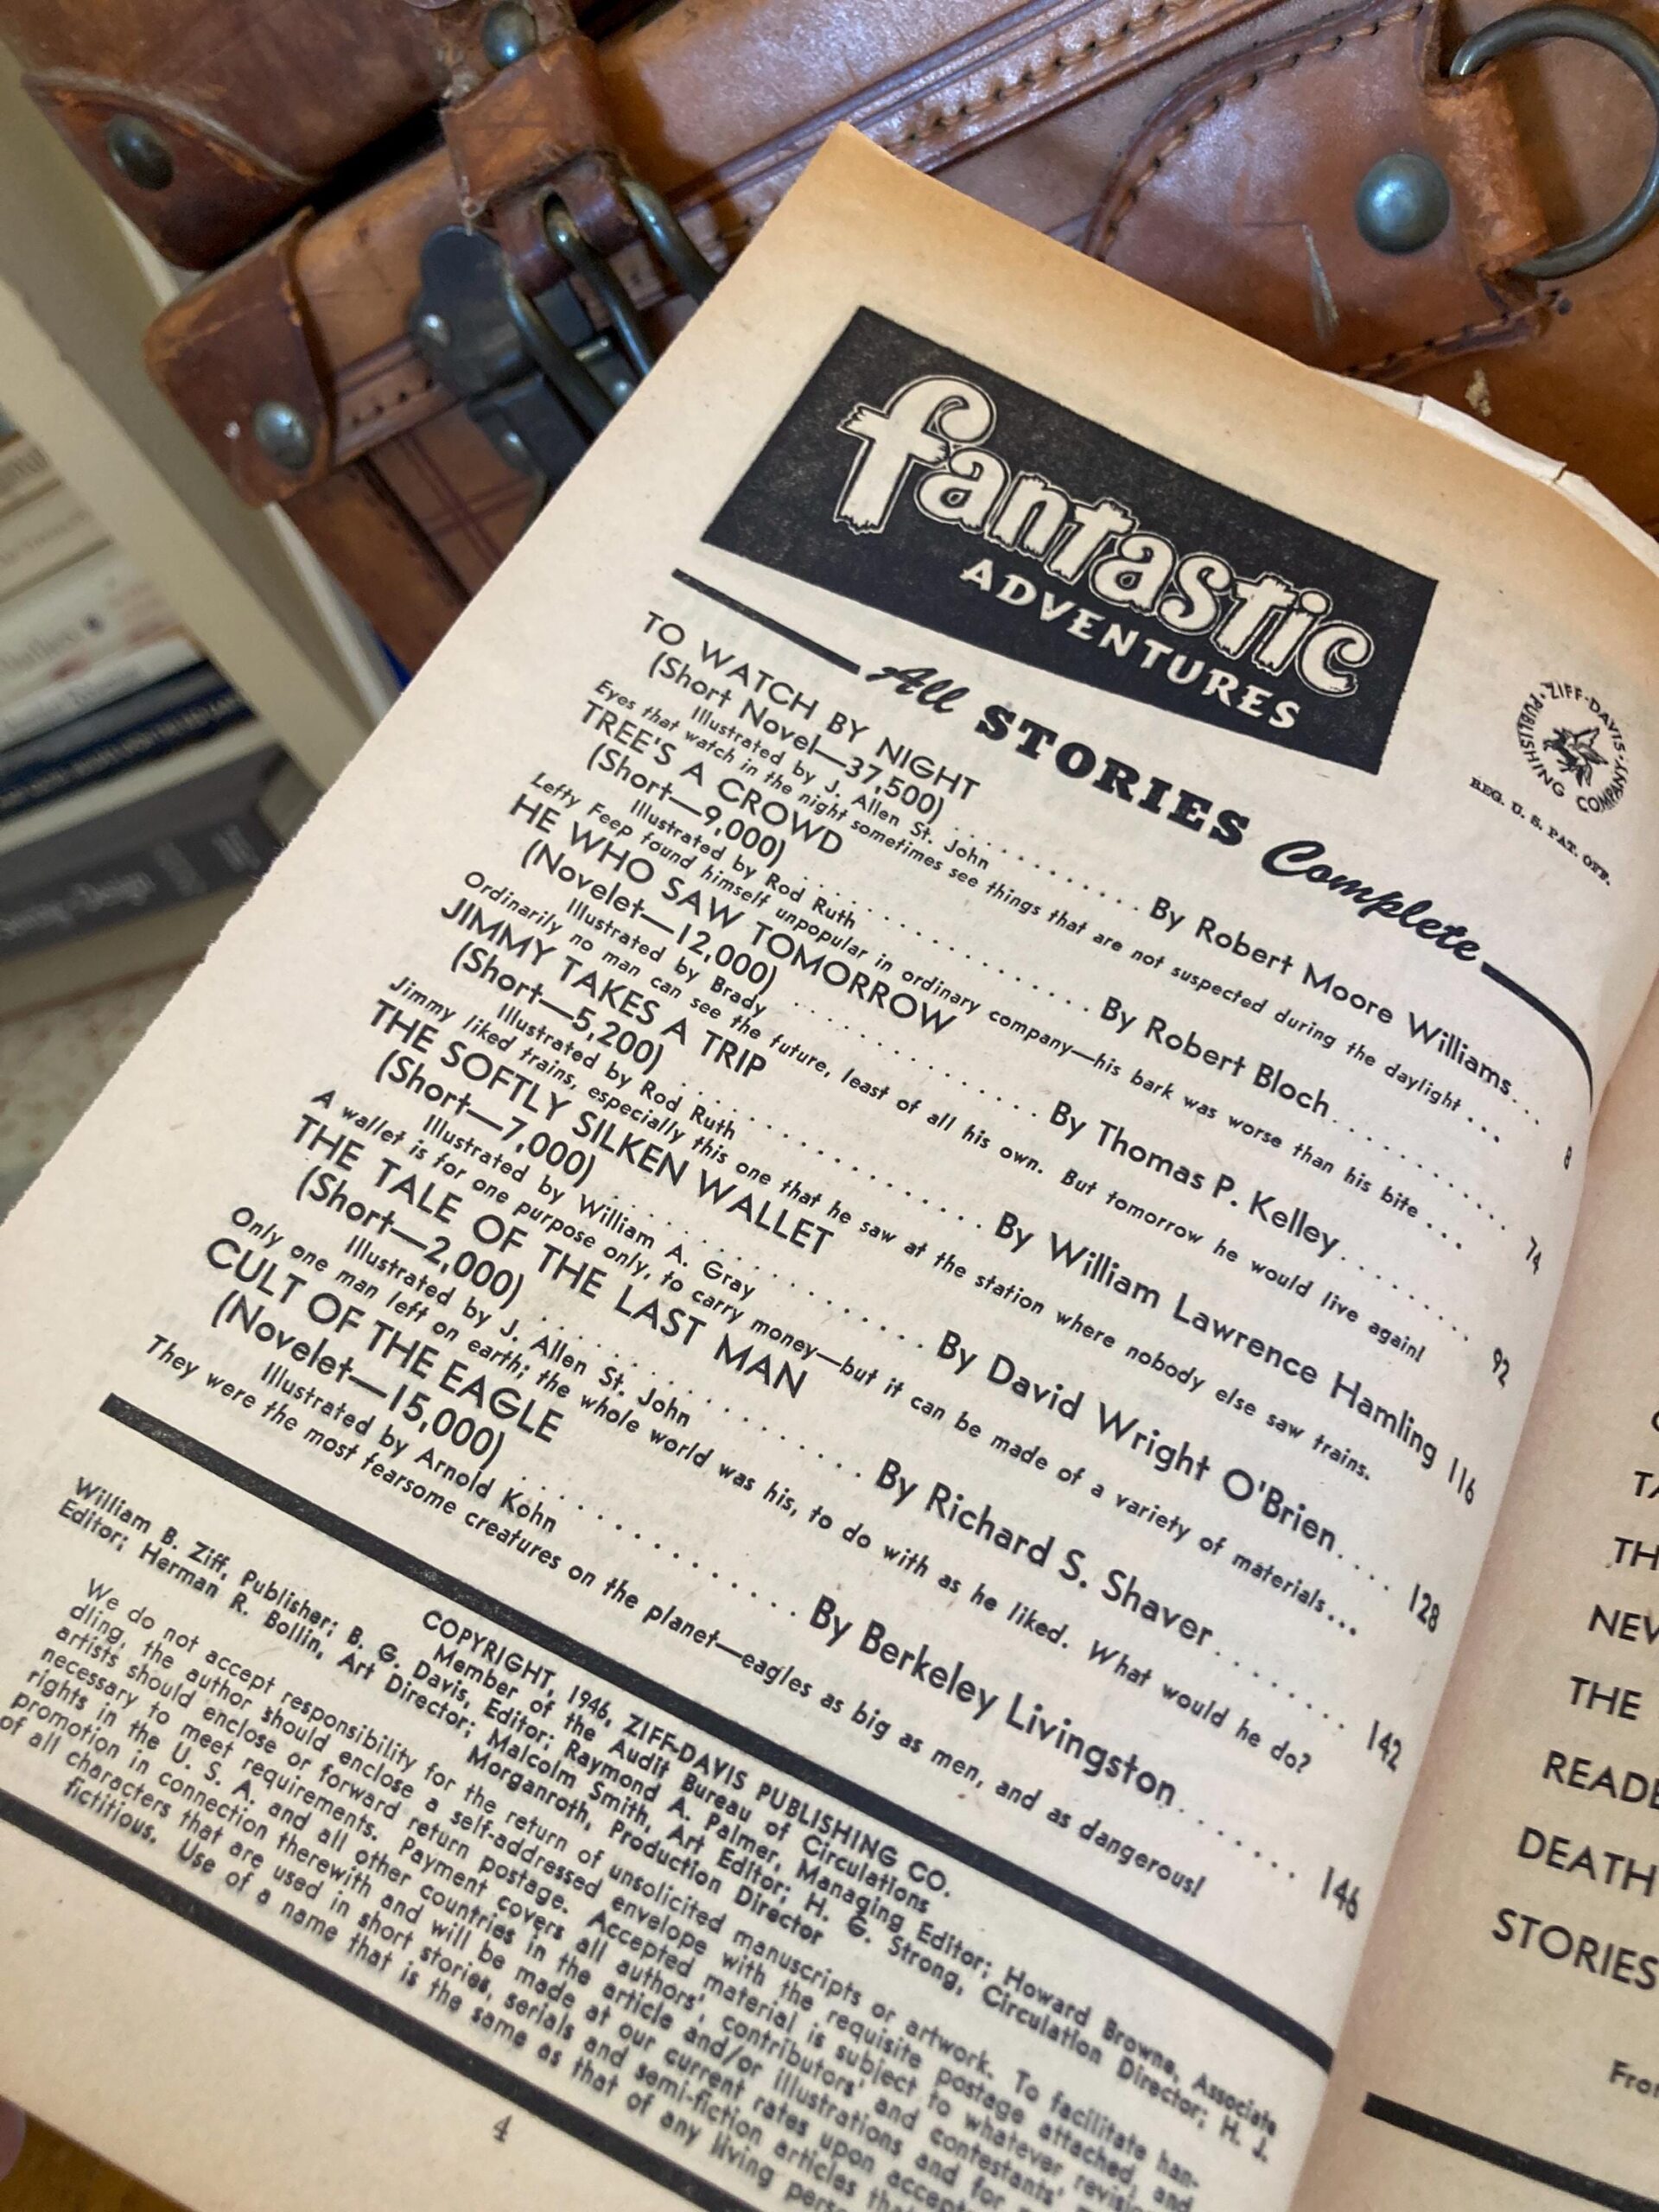 fantastic
ADVENTURES
ZIFF-DAVIS PUBLISHING COMPANY
REG. U. S. PAT. OFF.
All STORIES Complete
TO WATCH BY NIGHT
(Short Novel—37,500) . . . . . . . . . . . . By Robert Moore Williams . . . 8
Illustrated by J. Allen St. John
Eyes that watch in the night sometimes see things that are not suspected during the daylight . . .
TREE'S A CROWD
(Short—9,000) . . . . . . . . . . . . By Robert Bloch . . . . . . . . . . . . 74
Illustrated by Rod Ruth
Lefty Feep found himself unpopular in ordinary company—his bark was worse than his bite . . .
HE WHO SAW TOMORROW
(Novelet—12,000) . . . . . . . . . . . . By Thomas P. Kelley . . . . . . . . 92
Illustrated by Brady
Ordinarily no man can see the future, least of all his own. But tomorrow he would live again!
JIMMY TAKES A TRIP
(Short—5,200) . . . . . . . . . . . . By William Lawrence Hamling 116
Illustrated by Rod Ruth
Jimmy liked trains, especially this one that he saw at the station where nobody else saw trains.
THE SOFTLY SILKEN WALLET
(Short—7,000) . . . . . . . . . . . . By David Wright O'Brien . . . . 128
Illustrated by William A. Gray
A wallet is for one purpose only, to carry money—but it can be made of a variety of materials . . .
THE TALE OF THE LAST MAN
(Short—2,000) . . . . . . . . . . . . By Richard S. Shaver . . . . . . . . 142
Illustrated by J. Allen St. John
Only one man left on earth; the whole world was his, to do with as he liked. What would he do?
CULT OF THE EAGLE
(Novelet—15,000) . . . . . . . . . . . . By Berkeley Livingston . . . . . . . 146
Illustrated by Arnold Kohn
They were the most fearsome creatures on the planet—eagles as big as men, and as dangerous!
COPYRIGHT, 1946, ZIFF-DAVIS PUBLISHING CO.
Member of the Audit Bureau of Circulations
William B. Ziff, Publisher; B. G. Davis, Editor; Raymond A. Palmer, Managing Editor; Howard Browne, Associate
Editor; Herman R. Bollin, Art Director; Malcolm Smith, Art Editor; H. G. Strong, Circulation Director; H. J.
Morganroth, Production Director
We do not accept responsibility for the return of unsolicited manuscripts or artwork. To facilitate han-
dling, the author should enclose a self-addressed envelope with the requisite postage attached, and
artists should enclose or forward return postage. Accepted material is subject to whatever revision
necessary to meet requirements. Payment covers all authors', contributors' and contestants'
rights in the U. S. A. and all other countries in the article and/or illustrations and for
promotion in connection therewith and will be made at our current rates upon
of all characters that are used in short stories, serials and semi-fiction articles
fictitious. Use of a name that is the same as that of any living
4
NEW
THE
DEATH
STORIES